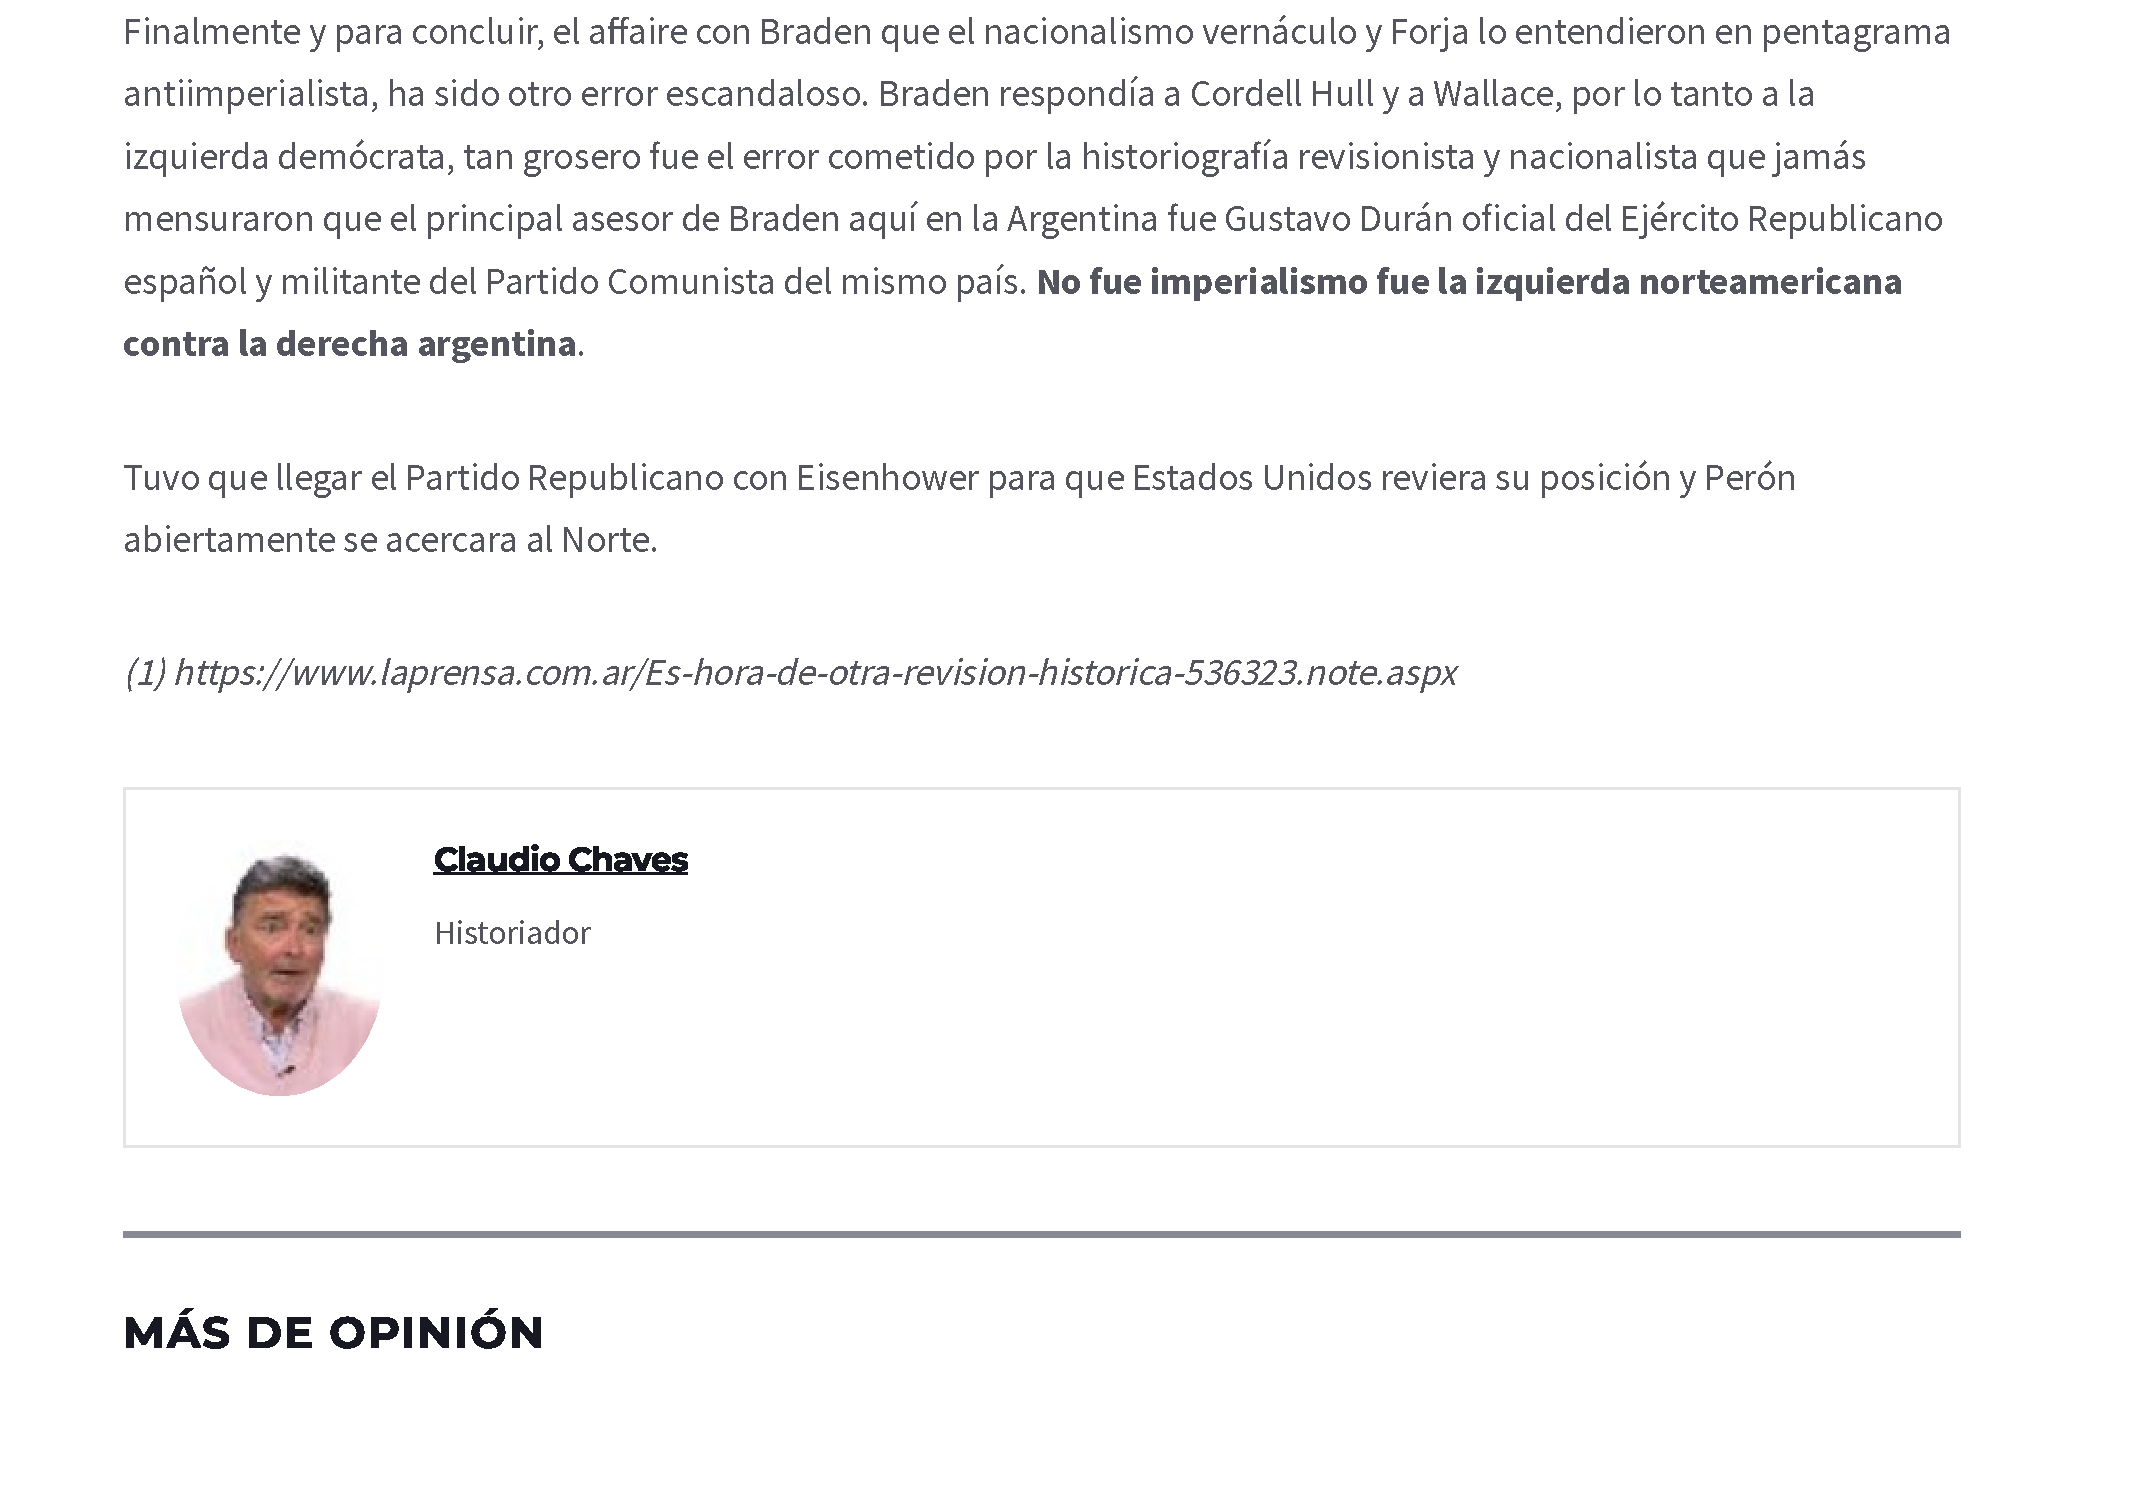 Finalmente y para concluir, el affaire con Braden que el nacionalismo vernáculo y Forja lo entendieron en pentagrama
antiimperialista, ha sido otro error escandaloso. Braden respondía a Cordell Hull y a Wallace, por lo tanto a la
izquierda demócrata, tan grosero fue el error cometido por la historiografía revisionista y nacionalista que jamás
mensuraron que el principal asesor de Braden aquí en la Argentina fue Gustavo Durán oficial del Ejército Republicano
español y militante del Partido Comunista del mismo país. No fue imperialismo fue la izquierda norteamericana
contra la derecha argentina.
Tuvo que llegar el Partido Republicano con Eisenhower para que Estados Unidos reviera su posición y Perón
abiertamente se acercara al Norte.
(1) https://www.laprensa.com.ar/Es-hora-de-otra-revision-historica-536323.note.aspx
Claudio Chaves
Historiador
MÁS DE OPINIÓN